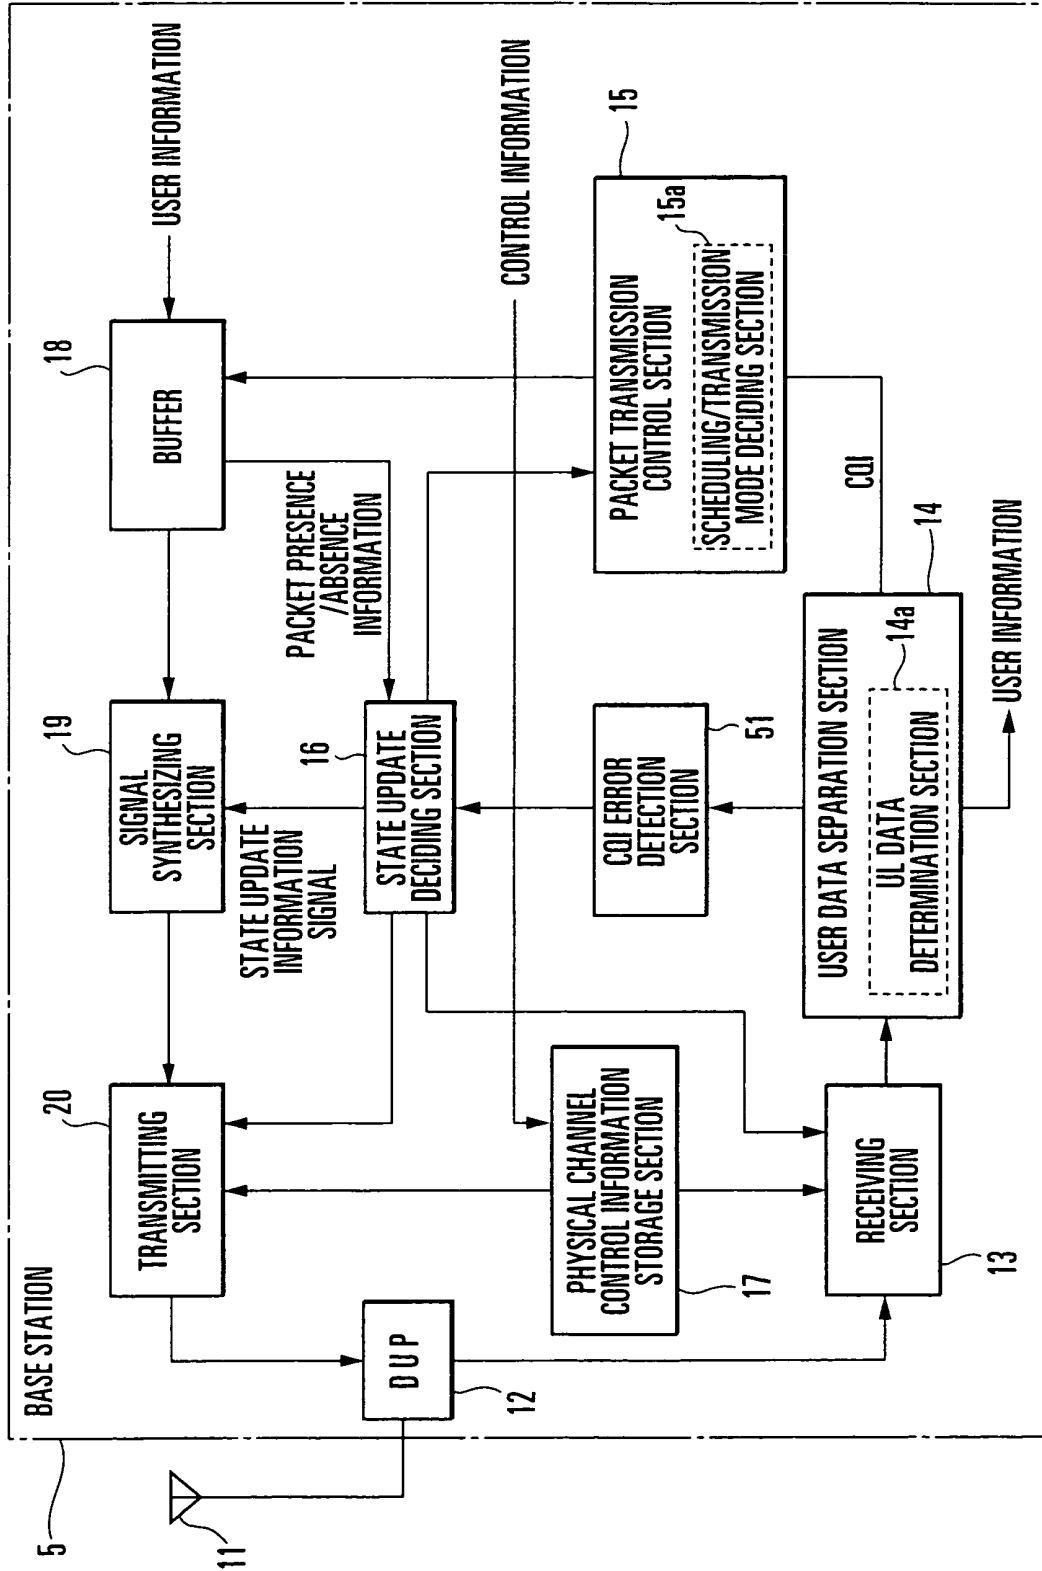 BASE STATION
5
11
DUP
12
20
TRANSMITTING
SECTION
19
SIGNAL
SYNTHESIZING
SECTION
18
BUFFER
USER INFORMATION
STATE UPDATE
INFORMATION
SIGNAL
PACKET PRESENCE
/ABSENCE
INFORMATION
16
STATE UPDATE
DECIDING SECTION
CONTROL INFORMATION
PHYSICAL CHANNEL
CONTROL INFORMATION
STORAGE SECTION
17
CQI ERROR
DETECTION
SECTION
51
15
PACKET TRANSMISSION
CONTROL SECTION
15a
SCHEDULING/TRANSMISSION
MODE DECIDING SECTION
RECEIVING
SECTION
13
USER DATA SEPARATION SECTION
14
14a
UL DATA
DETERMINATION SECTION
CQI
USER INFORMATION